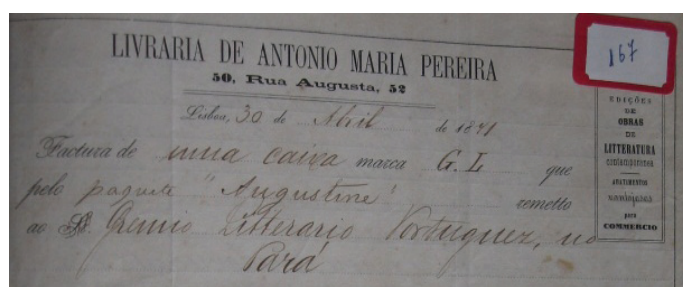 LIVRARIA DE ANTONIO MARIA PEREIRA
50, Rua Augusta, 52
Lisboa, 30 de Abril de 1871
Factura de uma caixa marca G. L que
pelo paquete "Augustine" remetto
ao Sr. Gremio Litterario Portuguez, no
Pará
167
EDIÇÕES
DE
OBRAS
DE
LITTERATURA
contemporanea
ABATIMENTOS
vantajosos
para
COMMERCIO